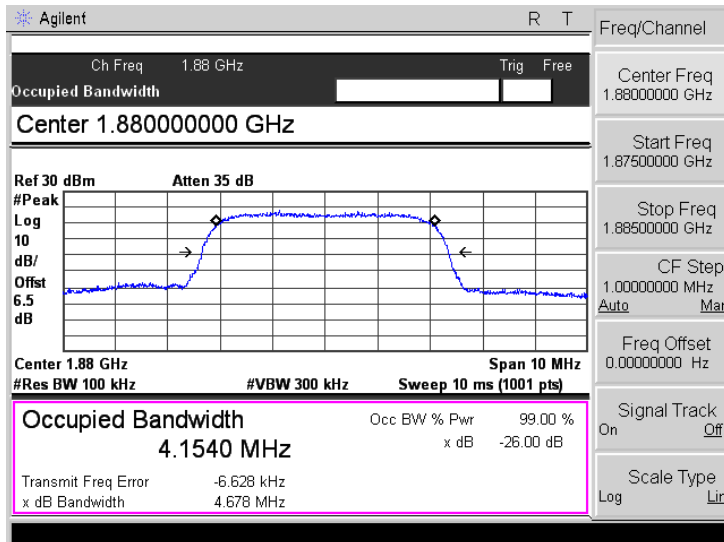 Agilent R T
Freq/Channel
Ch Freq 1.88 GHz Trig Free
Occupied Bandwidth
Center 1.880000000 GHz
Ref 30 dBm Atten 35 dB
#Peak
Log
10
dB/
Offst
6.5
dB
Center 1.88 GHz Span 10 MHz
#Res BW 100 kHz #VBW 300 kHz Sweep 10 ms (1001 pts)
Occupied Bandwidth
4.1540 MHz
Occ BW % Pwr 99.00 %
x dB -26.00 dB
Transmit Freq Error -6.628 kHz
x dB Bandwidth 4.678 MHz
Center Freq
1.88000000 GHz
Start Freq
1.87500000 GHz
Stop Freq
1.88500000 GHz
CF Step
1.00000000 MHz
Auto Mar
Freq Offset
0.00000000 Hz
Signal Track
On Off
Scale Type
Log Lin